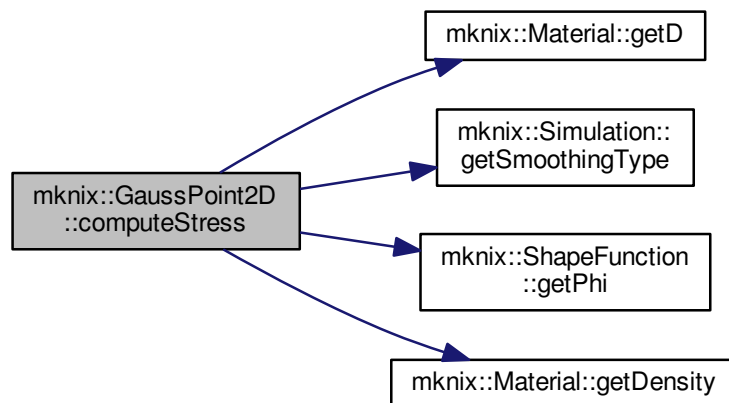 mknix::Material::getD
mknix::Simulation::
getSmoothingType
mknix::GaussPoint2D
::computeStress
mknix::ShapeFunction
::getPhi
mknix::Material::getDensity